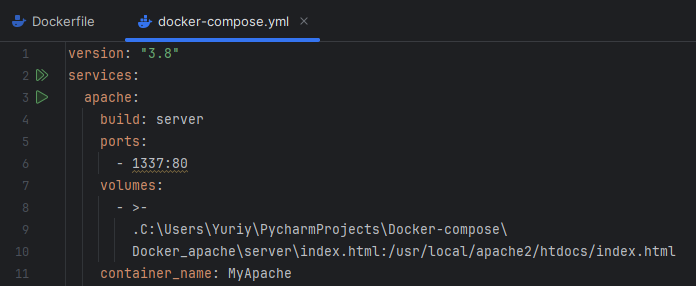 Dockerfile docker-compose.yml
1 version: "3.8"
2 services:
3 apache:
4 build: server
5 ports:
6 - 1337:80
7 volumes:
8 - >-
9 .C:\Users\Yuriy\PycharmProjects\Docker-compose\
10 Docker_apache\server\index.html:/usr/local/apache2/htdocs/index.html
11 container_name: MyApache